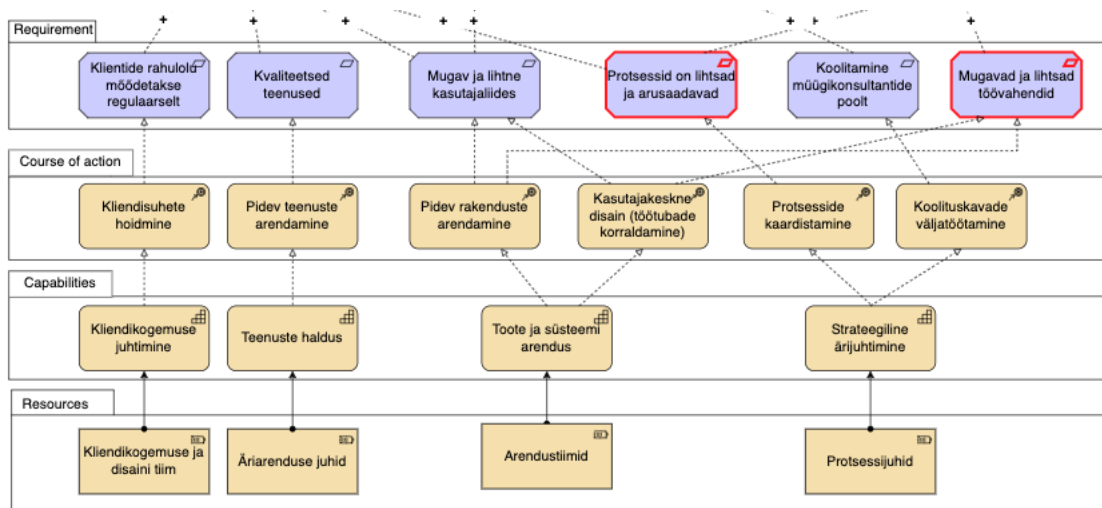 + + + + + + +
Requirement
Klientide rahulolu
mõõdetakse
regulaarselt
Kvaliteetsed
teenused
Mugav ja lihtne
kasutajaliides
Protsessid on lihtsad
ja arusaadavad
Koolitamine
müügikonsultantide
poolt
Mugavad ja lihtsad
töövahendid
Course of action
Kliendisuhete
hoidmine
Pidev teenuste
arendamine
Pidev rakenduste
arendamine
Kasutajakeskne
disain (töötubade
korraldamine)
Protsesside
kaardistamine
Koolituskavade
väljatöötamine
Capabilities
Kliendikogemuse
juhtimine
Teenuste haldus
Toote ja süsteemi
arendus
Strateegiline
ärijuhtimine
Resources
Kliendikogemuse ja
disaini tiim
Äriarenduse juhid
Arendustiimid
Protsessijuhid